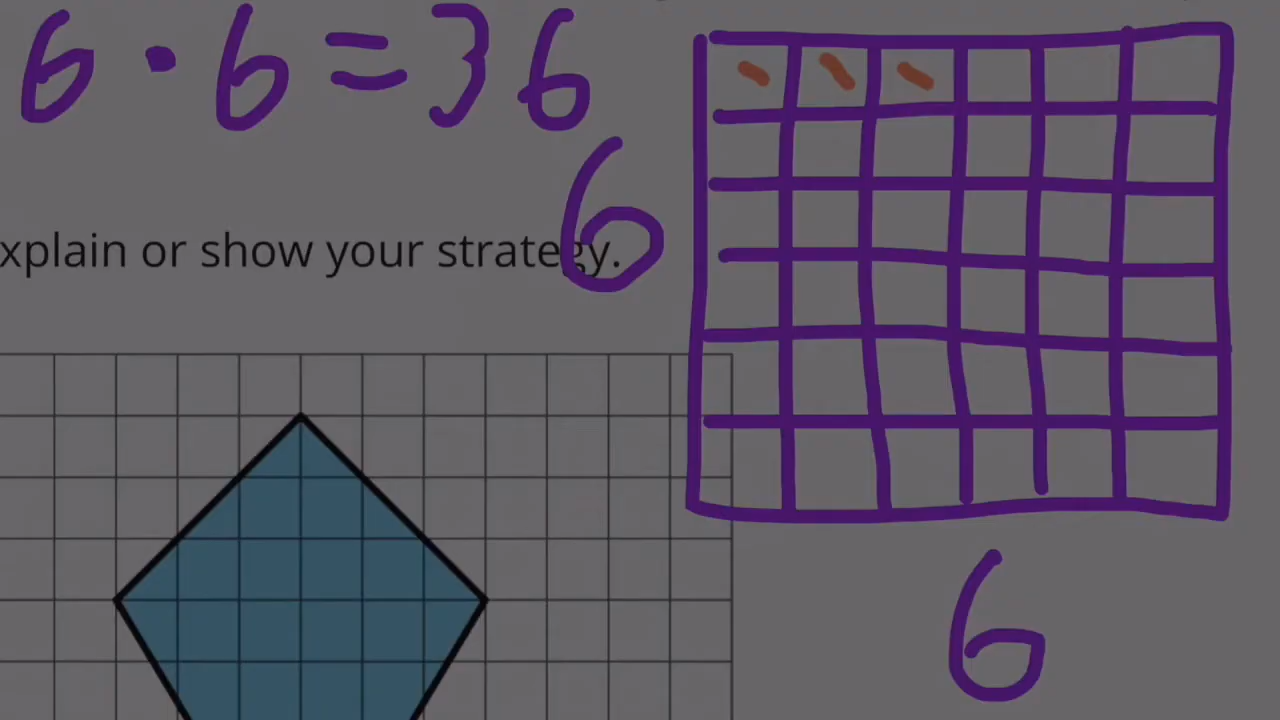 6 · 6 = 36
6
xplain or show your strategy.
6